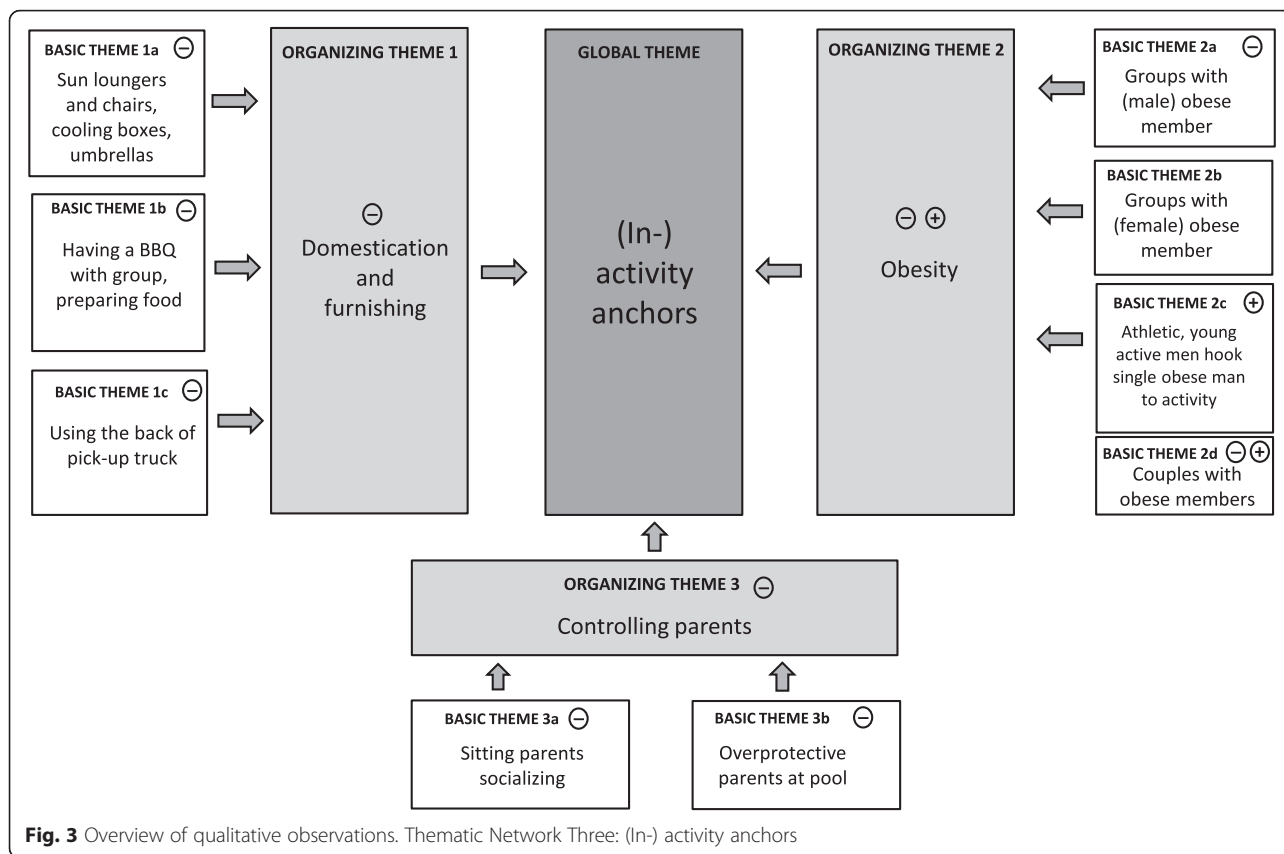 BASIC THEME 1a ⊖
Sun loungers
and chairs,
cooling boxes,
umbrellas
BASIC THEME 1b ⊖
Having a BBQ
with group,
preparing food
BASIC THEME 1c ⊖
Using the back of
pick-up truck
ORGANIZING THEME 1
⊖
Domestication
and
furnishing
GLOBAL THEME
(In-)
activity
anchors
ORGANIZING THEME 2
⊖ ⊕
Obesity
BASIC THEME 2a ⊖
Groups with
(male) obese
member
BASIC THEME 2b
Groups with
(female) obese
member
BASIC THEME 2c ⊕
Athletic, young
active men hook
single obese man
to activity
BASIC THEME 2d ⊖ ⊕
Couples with
obese members
ORGANIZING THEME 3 ⊖
Controlling parents
BASIC THEME 3a ⊖
Sitting parents
socializing
BASIC THEME 3b ⊖
Overprotective
parents at pool
Fig. 3 Overview of qualitative observations. Thematic Network Three: (In-) activity anchors